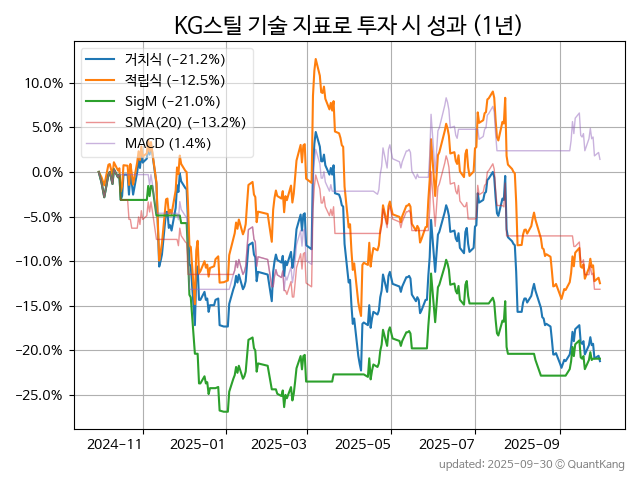 KG스틸 기술 지표로 투자 시 성과 (1년)
거치식 (−21.2%)
적립식 (−12.5%)
SigM (−21.0%)
SMA(20) (−13.2%)
MACD (1.4%)
10.0%
5.0%
0.0%
−5.0%
−10.0%
−15.0%
−20.0%
−25.0%
2024-11 2025-01 2025-03 2025-05 2025-07 2025-09
updated: 2025-09-30 © QuantKang